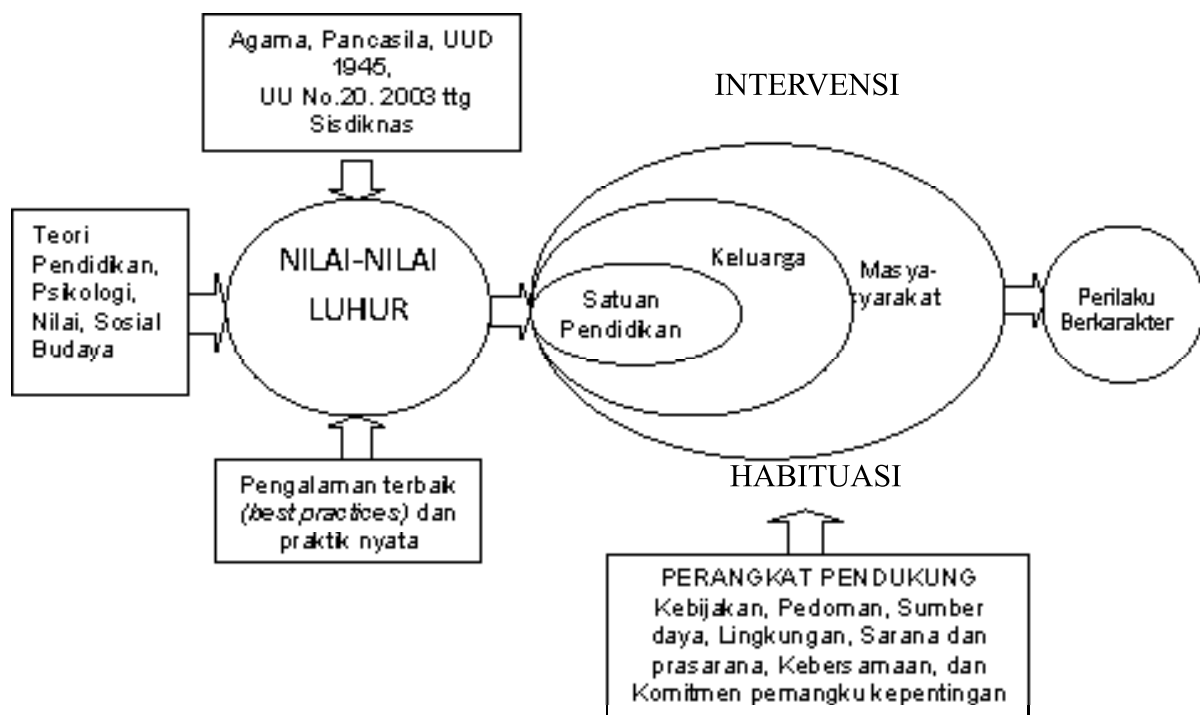 Agama, Pancasila, UUD
1945,
UU No.20. 2003 ttg
Sisdiknas
INTERVENSI
Teori
Pendidikan,
Psikologi,
Nilai, Sosial
Budaya
NILAI-NILAI
LUHUR
Satuan
Pendidikan
Keluarga
Masya-
-syarakat
Perilaku
Berkarakter
Pengalaman terbaik
(best practices) dan
praktik nyata
HABITUASI
PERANGKAT PENDUKUNG
Kebijakan, Pedoman, Sumber
daya, Lingkungan, Sarana dan
prasarana, Kebersamaan, dan
Komitmen pemangku kepentingan